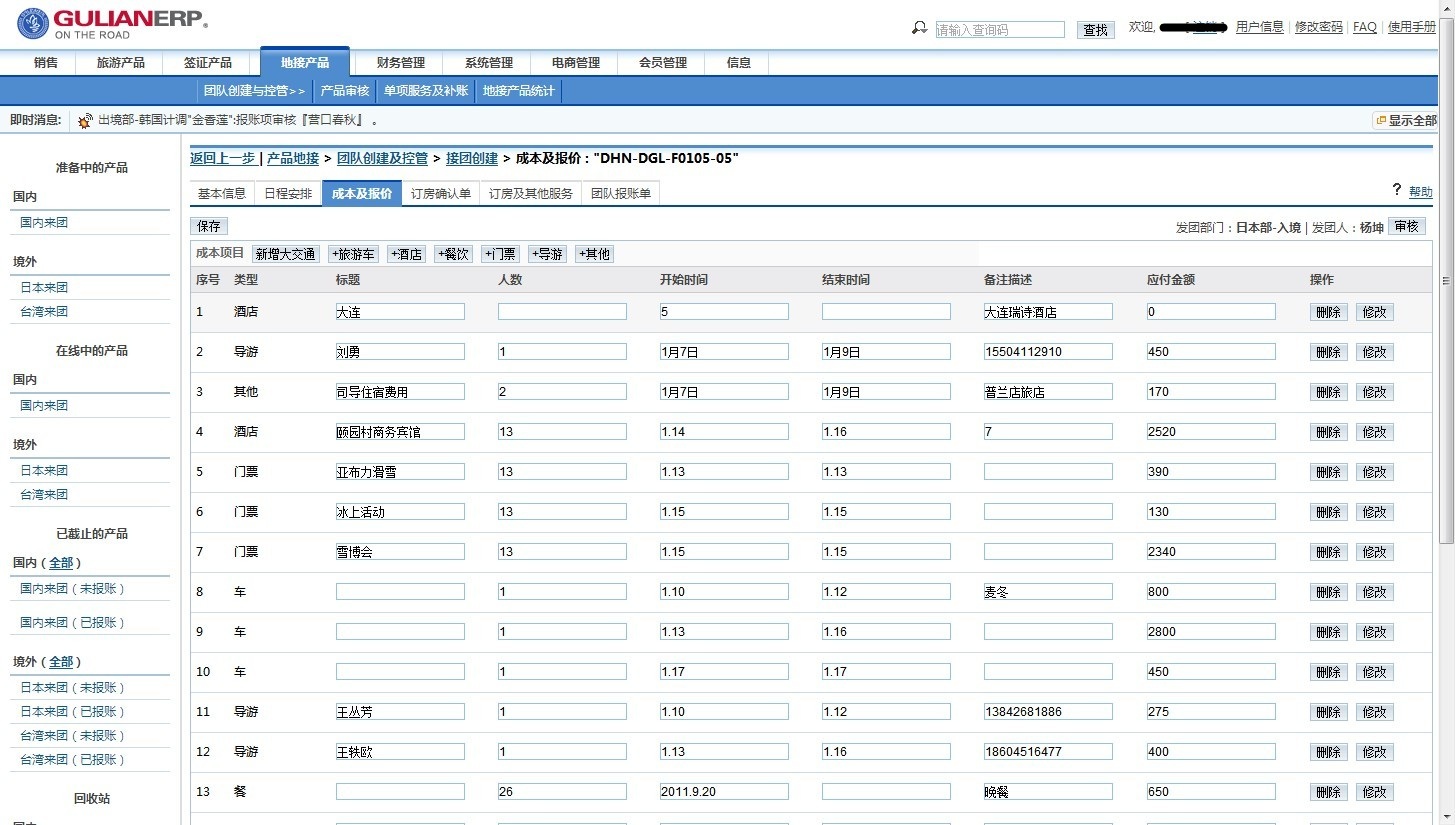 GULIANERP®
ON THE ROAD
请输入查询码 查找 欢迎, 用户信息 | 修改密码 | FAQ | 使用手册
销售 旅游产品 签证产品 地接产品 财务管理 系统管理 电商管理 会员管理 信息
团队创建与控管>> 产品审核 单项服务及补账 地接产品统计
即时消息: 出境部-韩国计调"金香莲":报账项审核『营口春秋』 。 显示全部
准备中的产品
国内
国内来团
境外
日本来团
台湾来团
在线中的产品
国内
国内来团
境外
日本来团
台湾来团
已截止的产品
国内 ( 全部 )
国内来团 ( 未报账 )
国内来团 ( 已报账 )
境外 ( 全部 )
日本来团 ( 未报账 )
日本来团 ( 已报账 )
台湾来团 ( 未报账 )
台湾来团 ( 已报账 )
回收站
返回上一步 | 产品地接 > 团队创建及控管 > 接团创建 > 成本及报价 : "DHN-DGL-F0105-05"
基本信息 日程安排 成本及报价 订房确认单 订房及其他服务 团队报账单 ? 帮助
保存 发团部门 : 日本部-入境 | 发团人 : 杨坤 审核
成本项目 新增大交通 +旅游车 +酒店 +餐饮 +门票 +导游 +其他
序号 类型 标题 人数 开始时间 结束时间 备注描述 应付金额 操作
1 酒店 大连 5 大连瑞诗酒店 0 删除 修改
2 导游 刘勇 1 1月7日 1月9日 15504112910 450 删除 修改
3 其他 司导住宿费用 2 1月7日 1月9日 普兰店旅店 170 删除 修改
4 酒店 颐园村商务宾馆 13 1.14 1.16 7 2520 删除 修改
5 门票 亚布力滑雪 13 1.13 1.13 390 删除 修改
6 门票 冰上活动 13 1.15 1.15 130 删除 修改
7 门票 雪博会 13 1.15 1.15 2340 删除 修改
8 车 1 1.10 1.12 麦冬 800 删除 修改
9 车 1 1.13 1.16 2800 删除 修改
10 车 1 1.17 1.17 450 删除 修改
11 导游 王丛芳 1 1.10 1.12 13842681886 275 删除 修改
12 导游 王轶欧 1 1.13 1.16 18604516477 400 删除 修改
13 餐 26 2011.9.20 晚餐 650 删除 修改